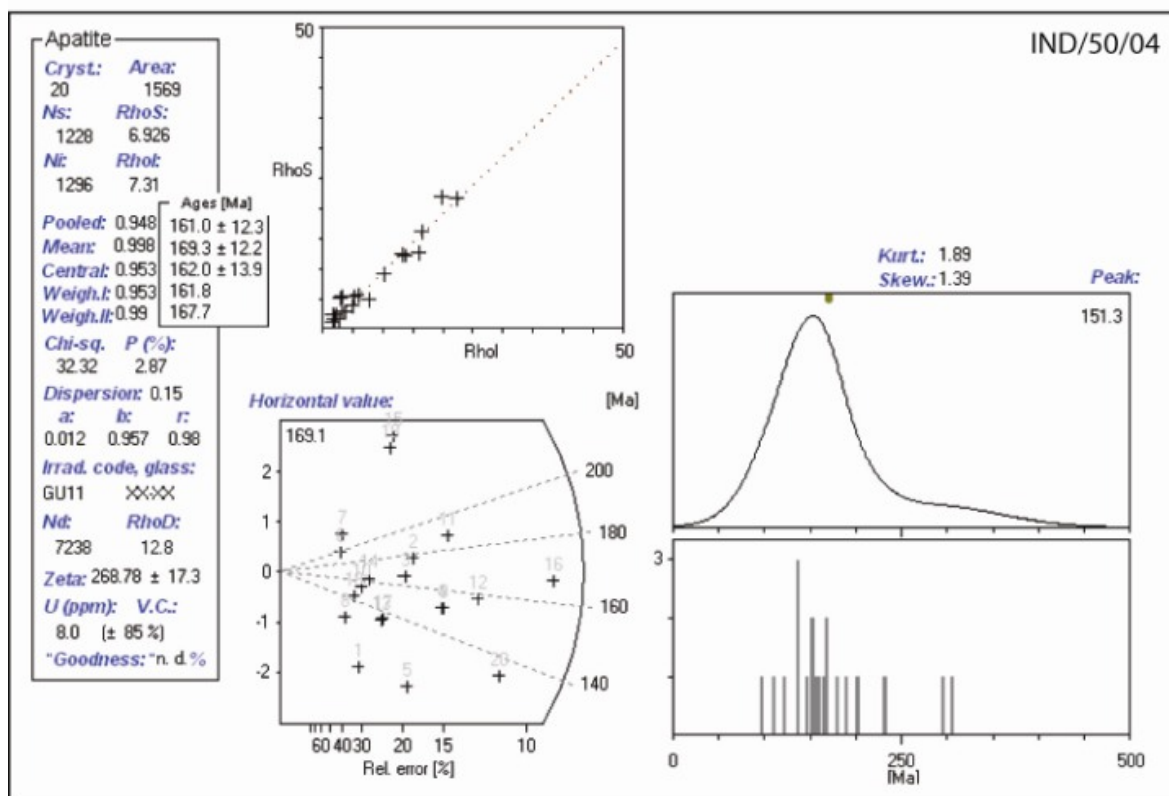 IND/50/04
Apatite
Cryst.: Area:
20 1569
Ns: RhoS:
1228 6.926
Ni: RhoI:
1296 7.31
Ages [Ma]
Pooled: 0.948 161.0 ± 12.3
Mean: 0.998 169.3 ± 12.2
Central: 0.953 162.0 ± 13.9
Weigh.I: 0.953 161.8
Weigh.II: 0.99 167.7
Chi-sq. P (%):
32.32 2.87
Dispersion: 0.15
a: b: r:
0.012 0.957 0.98
Irrad. code, glass:
GU11 XX-XX
Nd: RhoD:
7238 12.8
Zeta: 268.78 ± 17.3
U (ppm): V.C.:
8.0 (± 85 %)
"Goodness:" n. d. %
50
RhoS
RhoI
50
Horizontal value:
[Ma]
169.1
2
1
0
-1
-2
200
180
160
140
7
11
2
16
12
14
1
5
20
60 40 30 20 15 10
Rel. error [%]
Kurt.: 1.89
Skew.: 1.39
Peak:
151.3
3
0 250 500
[Ma]